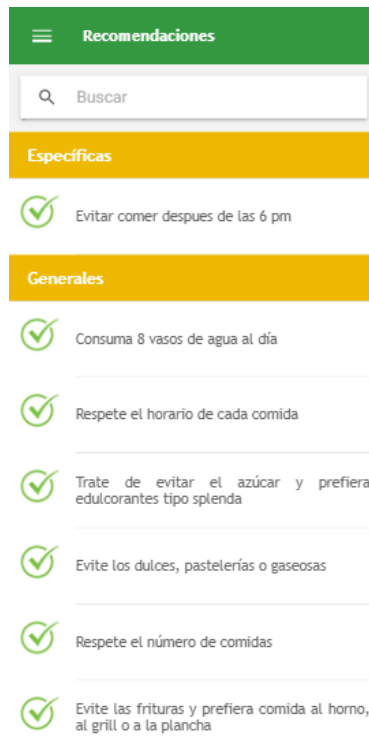 Recomendaciones
Buscar
Específicas
Evitar comer despues de las 6 pm
Generales
Consuma 8 vasos de agua al día
Respete el horario de cada comida
Trate de evitar el azúcar y prefiera
edulcorantes tipo splenda
Evite los dulces, pastelerías o gaseosas
Respete el número de comidas
Evite las frituras y prefiera comida al horno,
al grill o a la plancha